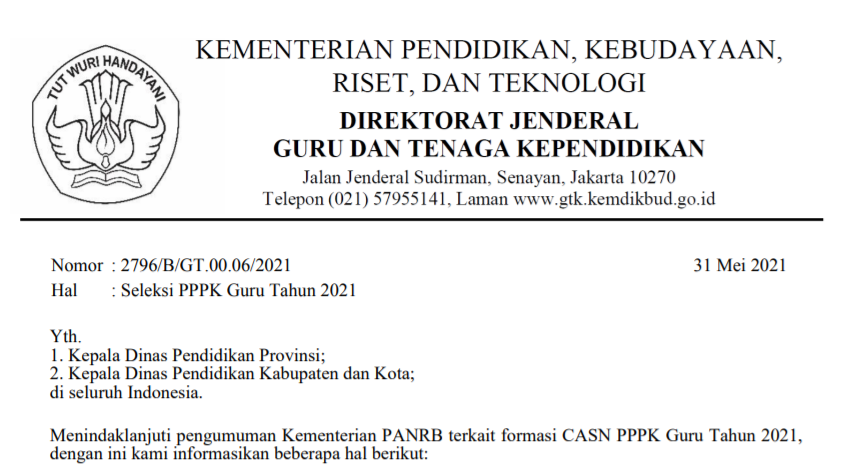 TUT WURI HANDAYANI
KEMENTERIAN PENDIDIKAN, KEBUDAYAAN,
RISET, DAN TEKNOLOGI
DIREKTORAT JENDERAL
GURU DAN TENAGA KEPENDIDIKAN
Jalan Jenderal Sudirman, Senayan, Jakarta 10270
Telepon (021) 57955141, Laman www.gtk.kemdikbud.go.id
Nomor : 2796/B/GT.00.06/2021 31 Mei 2021
Hal : Seleksi PPPK Guru Tahun 2021
Yth.
1. Kepala Dinas Pendidikan Provinsi;
2. Kepala Dinas Pendidikan Kabupaten dan Kota;
di seluruh Indonesia.
Menindaklanjuti pengumuman Kementerian PANRB terkait formasi CASN PPPK Guru Tahun 2021,
dengan ini kami informasikan beberapa hal berikut: